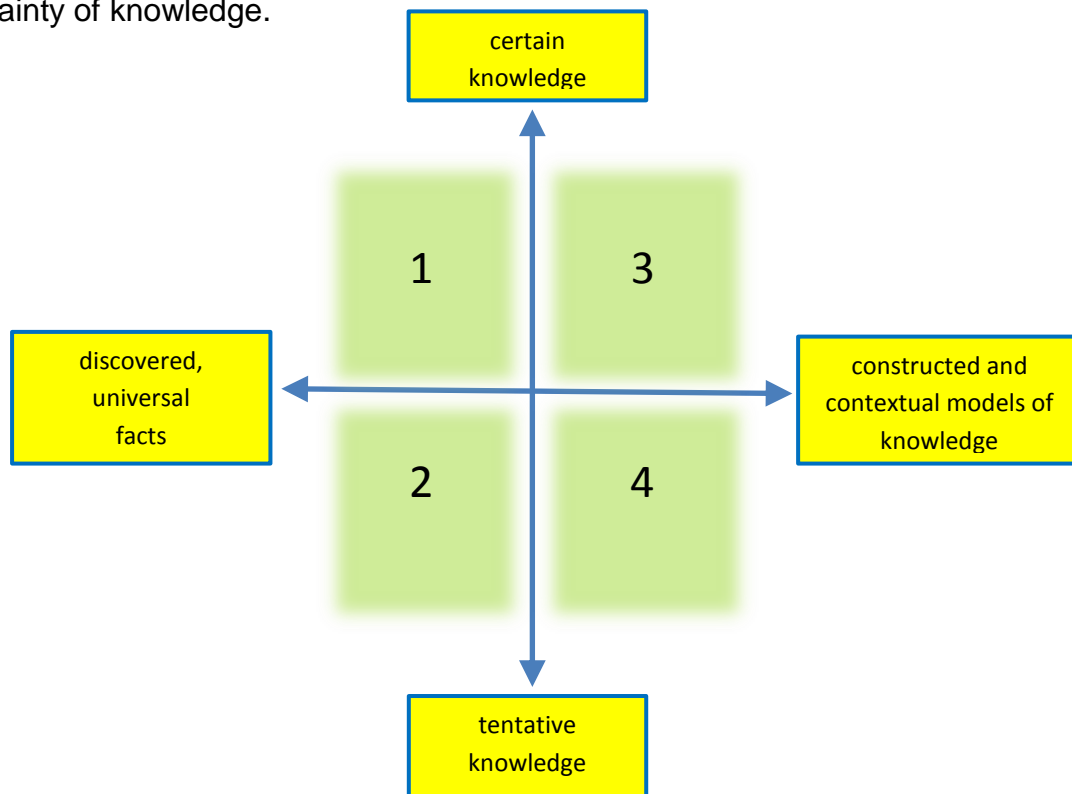 ainty of knowledge.
certain
knowledge
1 3
discovered,
universal
facts
constructed and
contextual models of
knowledge
2 4
tentative
knowledge